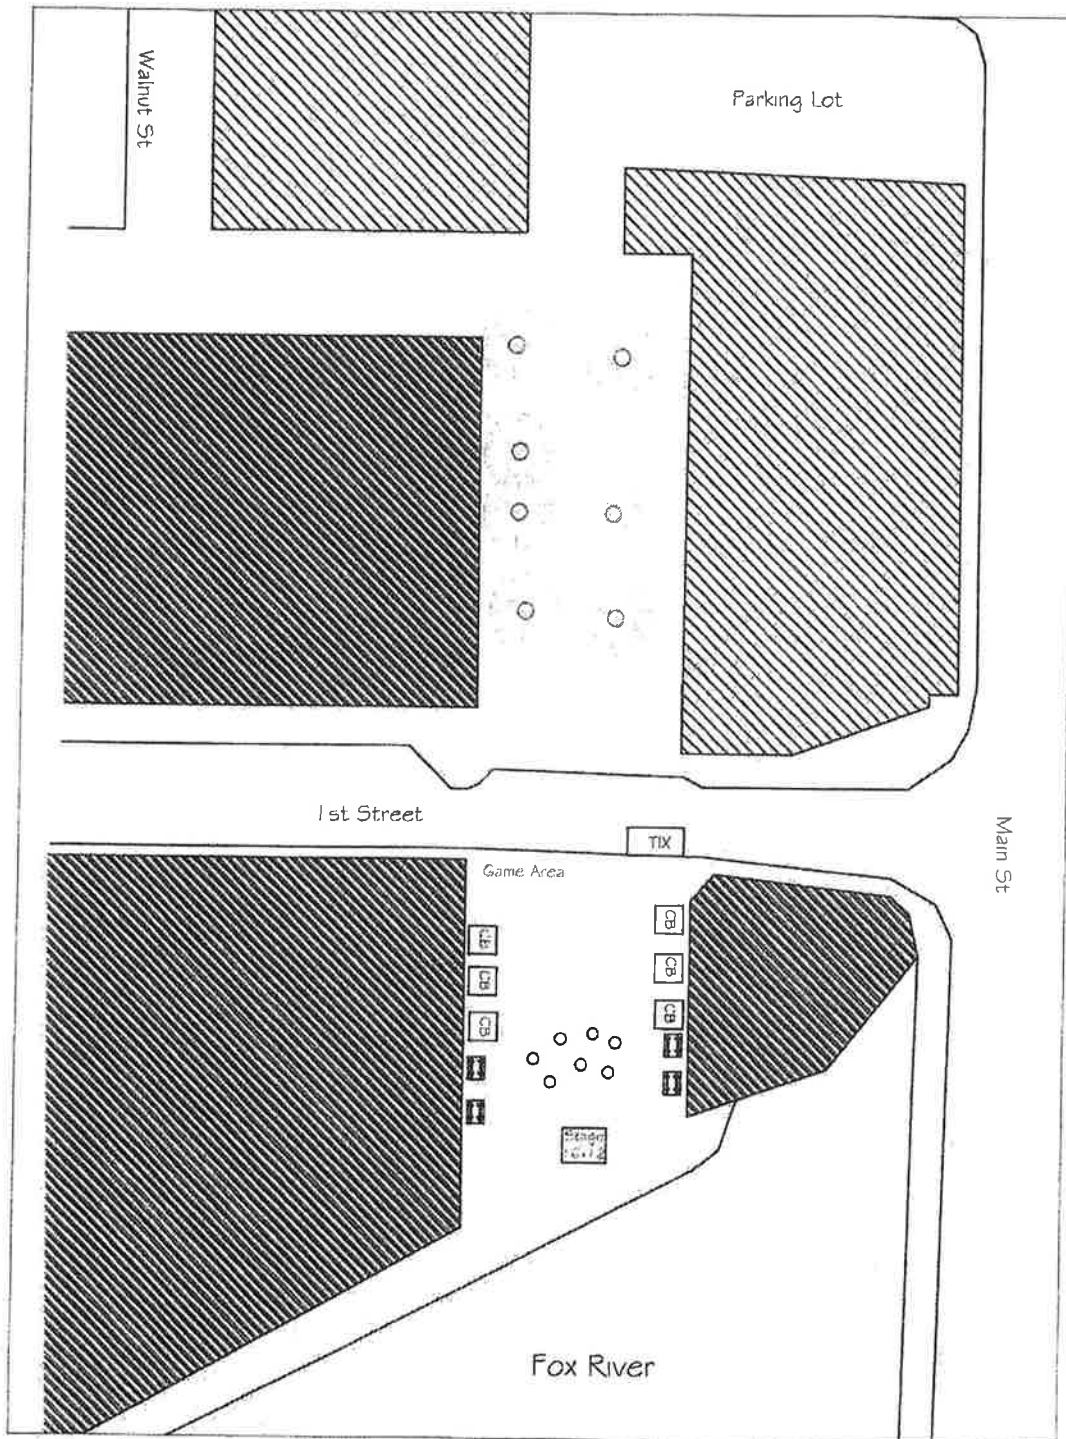 Walnut St
Parking Lot
1st Street
TIX
Main St
Game Area
CB
CB
CB
CB
CB
CB
Stage
Fox River